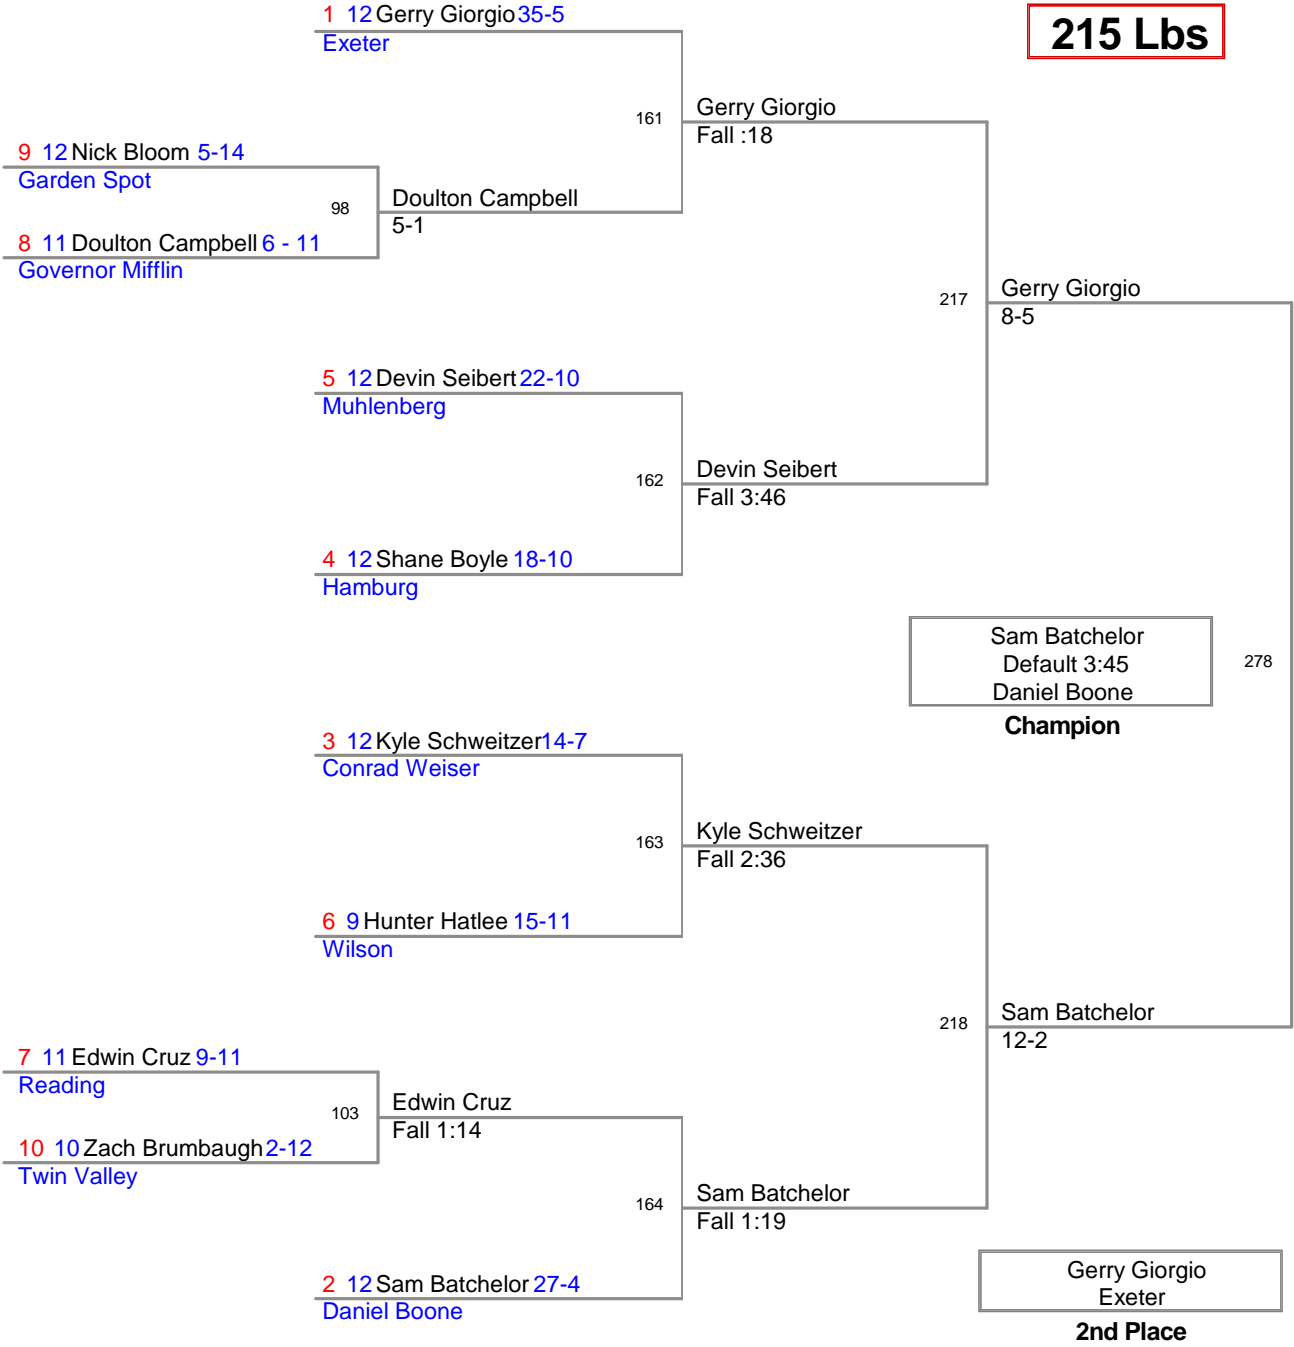 1 12 Gerry Giorgio 35-5
Exeter
215 Lbs
161
Gerry Giorgio
Fall :18
9 12 Nick Bloom 5-14
Garden Spot
98
Doulton Campbell
5-1
8 11 Doulton Campbell 6 - 11
Governor Mifflin
217
Gerry Giorgio
8-5
5 12 Devin Seibert 22-10
Muhlenberg
162
Devin Seibert
Fall 3:46
4 12 Shane Boyle 18-10
Hamburg
Sam Batchelor
Default 3:45
Daniel Boone
278
Champion
3 12 Kyle Schweitzer 14-7
Conrad Weiser
163
Kyle Schweitzer
Fall 2:36
6 9 Hunter Hatlee 15-11
Wilson
218
Sam Batchelor
12-2
7 11 Edwin Cruz 9-11
Reading
103
Edwin Cruz
Fall 1:14
10 10 Zach Brumbaugh 2-12
Twin Valley
164
Sam Batchelor
Fall 1:19
2 12 Sam Batchelor 27-4
Daniel Boone
Gerry Giorgio
Exeter
2nd Place